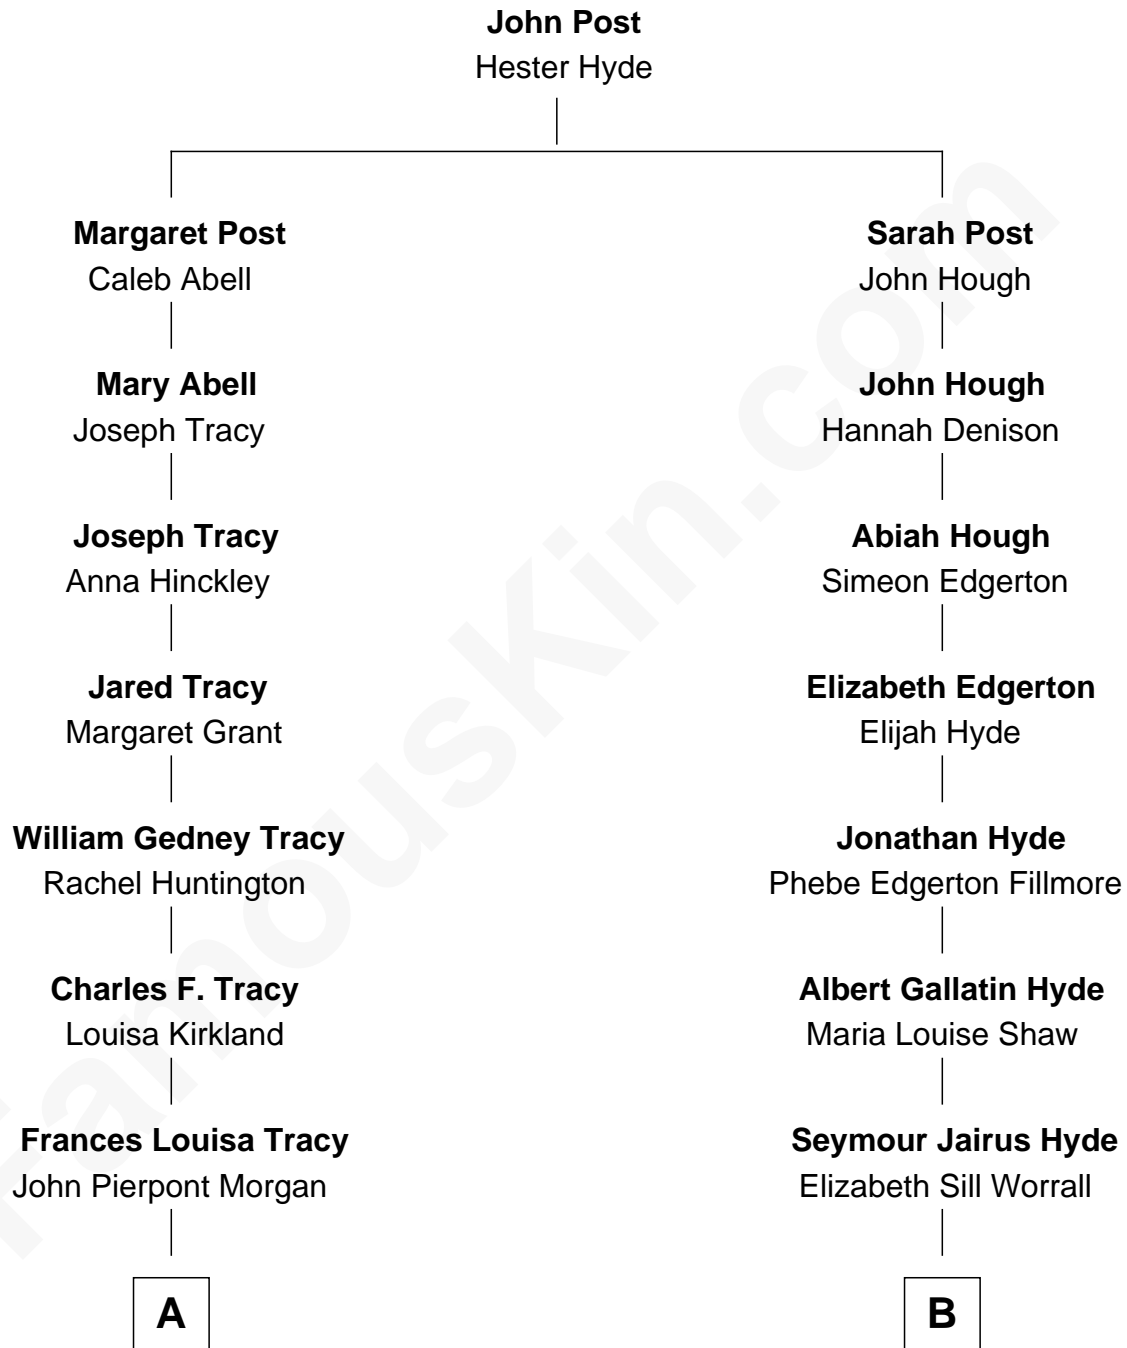 John Post
Hester Hyde
Margaret Post
Caleb Abell
Sarah Post
John Hough
Mary Abell
Joseph Tracy
John Hough
Hannah Denison
Joseph Tracy
Anna Hinckley
Abiah Hough
Simeon Edgerton
Jared Tracy
Margaret Grant
Elizabeth Edgerton
Elijah Hyde
William Gedney Tracy
Rachel Huntington
Jonathan Hyde
Phebe Edgerton Fillmore
Charles F. Tracy
Louisa Kirkland
Albert Gallatin Hyde
Maria Louise Shaw
Frances Louisa Tracy
John Pierpont Morgan
Seymour Jairus Hyde
Elizabeth Sill Worrall
A
B
FamousKin.com